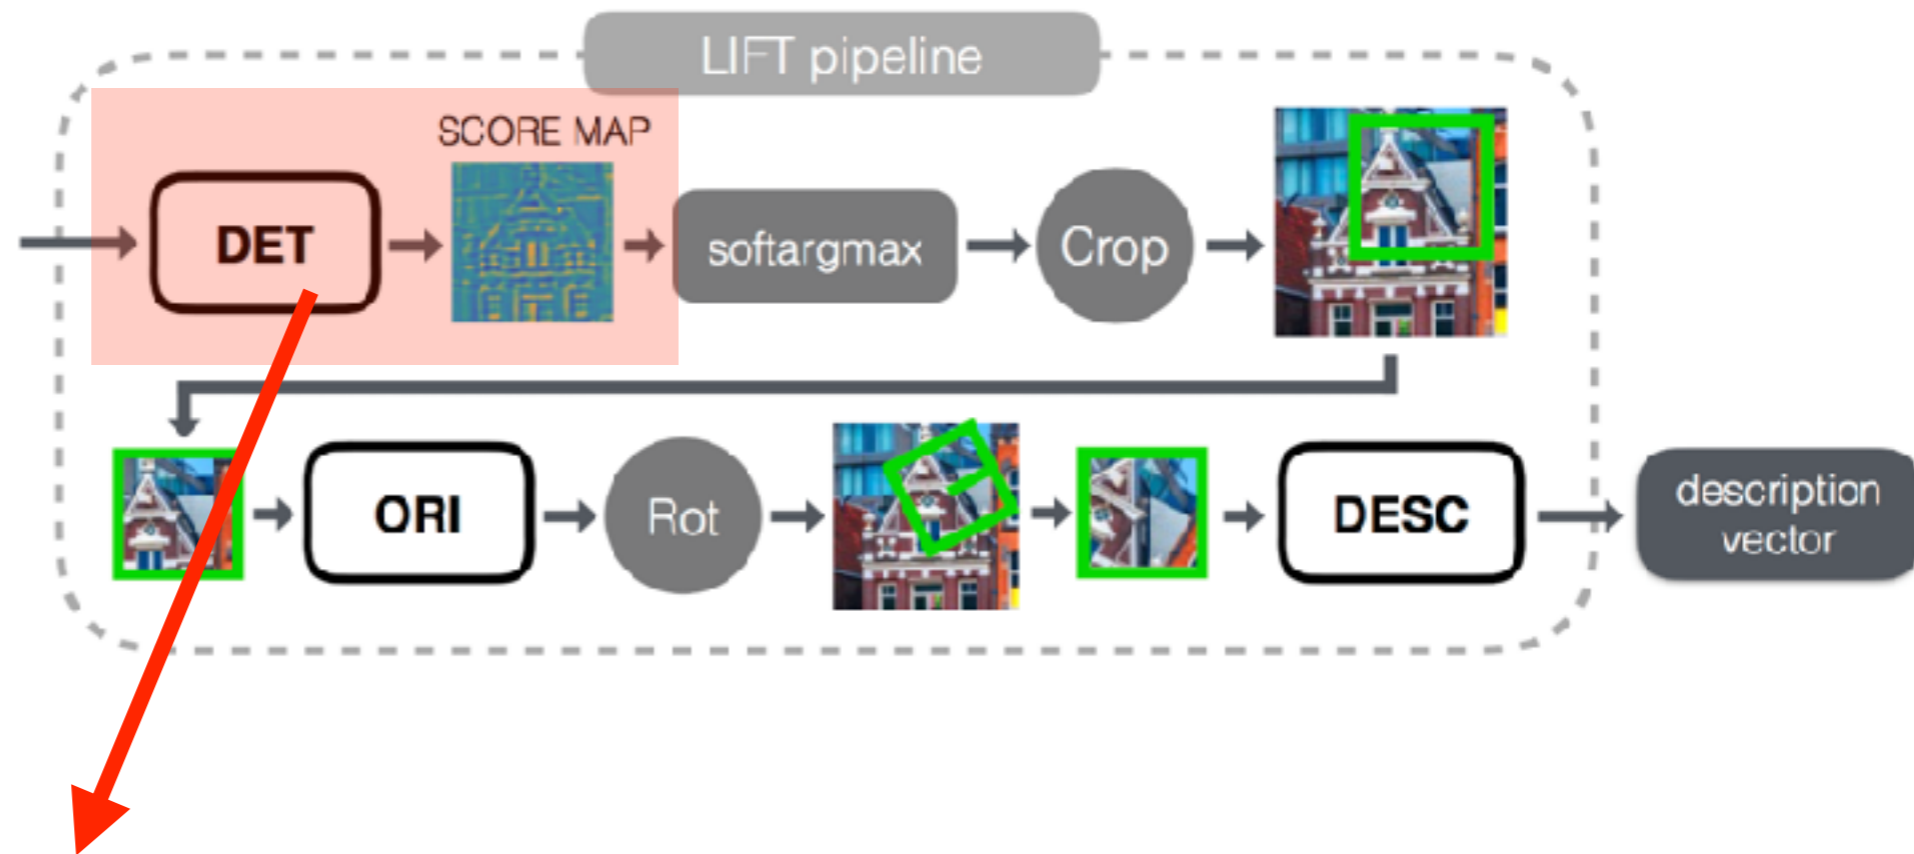 LIFT pipeline
SCORE MAP
DET
softargmax
Crop
ORI
Rot
DESC
description
vector